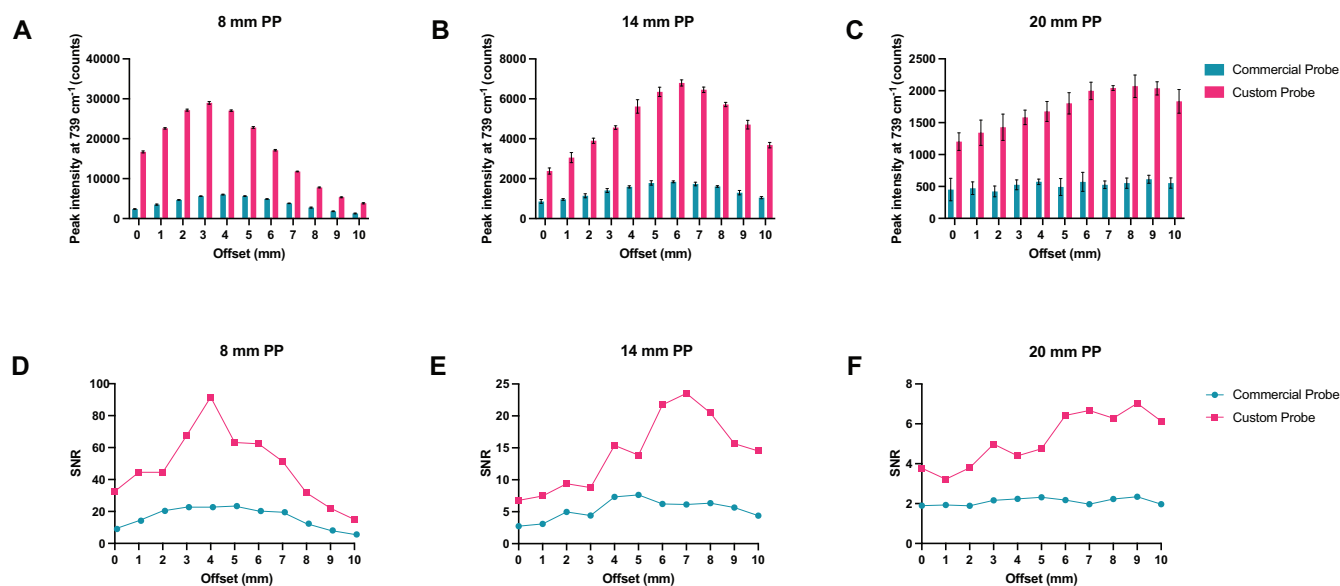 A
8 mm PP
Peak intensity at 739 cm⁻¹ (counts)
40000
30000
20000
10000
0
0 1 2 3 4 5 6 7 8 9 10
Offset (mm)
B
14 mm PP
Peak intensity at 739 cm⁻¹ (counts)
8000
6000
4000
2000
0
0 1 2 3 4 5 6 7 8 9 10
Offset (mm)
C
20 mm PP
Peak intensity at 739 cm⁻¹ (counts)
2500
2000
1500
1000
500
0
0 1 2 3 4 5 6 7 8 9 10
Offset (mm)
Commercial Probe
Custom Probe
D
8 mm PP
SNR
100
80
60
40
20
0
0 1 2 3 4 5 6 7 8 9 10
Offset (mm)
E
14 mm PP
SNR
25
20
15
10
5
0
0 1 2 3 4 5 6 7 8 9 10
Offset (mm)
F
20 mm PP
SNR
8
6
4
2
0
0 1 2 3 4 5 6 7 8 9 10
Offset (mm)
Commercial Probe
Custom Probe